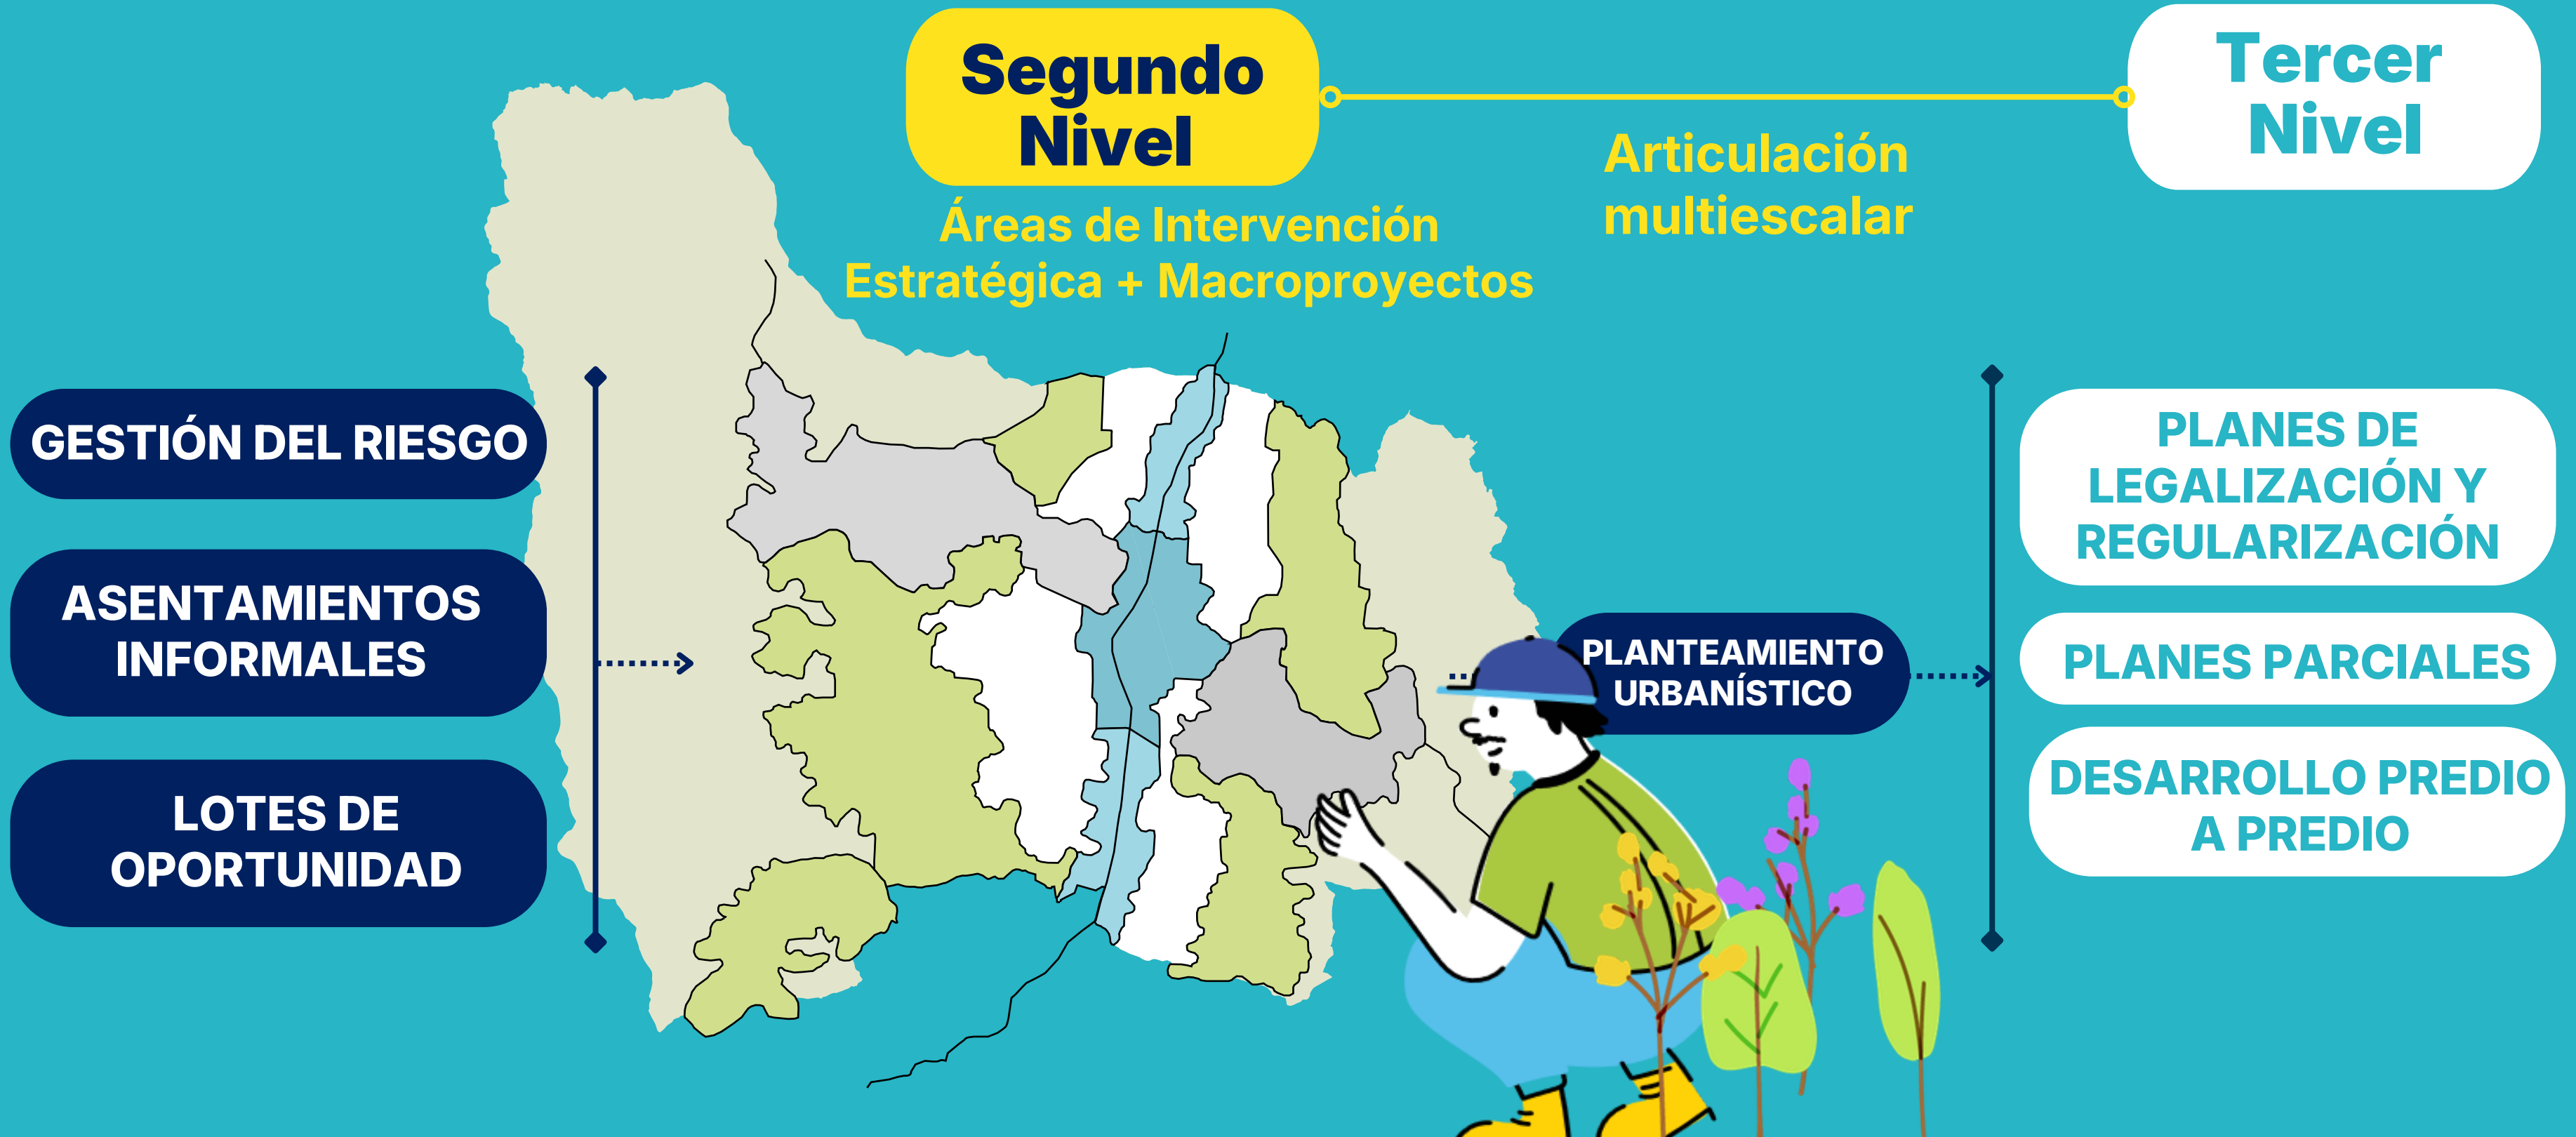 Segundo
Nivel
Áreas de Intervención
Estratégica + Macroproyectos
Articulación
multiescalar
Tercer
Nivel
GESTIÓN DEL RIESGO
ASENTAMIENTOS
INFORMALES
LOTES DE
OPORTUNIDAD
PLANTEAMIENTO
URBANÍSTICO
PLANES DE
LEGALIZACIÓN Y
REGULARIZACIÓN
PLANES PARCIALES
DESARROLLO PREDIO
A PREDIO